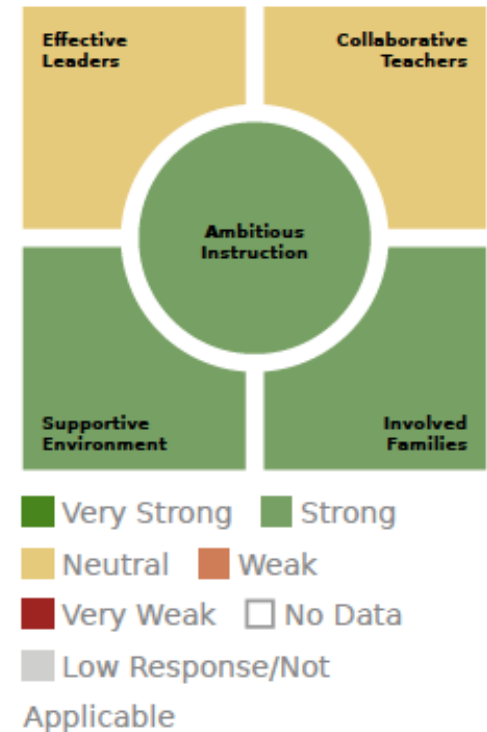 Effective
Leaders
Collaborative
Teachers
Ambitious
Instruction
Supportive
Environment
Involved
Families
Very Strong Strong
Neutral Weak
Very Weak No Data
Low Response/Not
Applicable